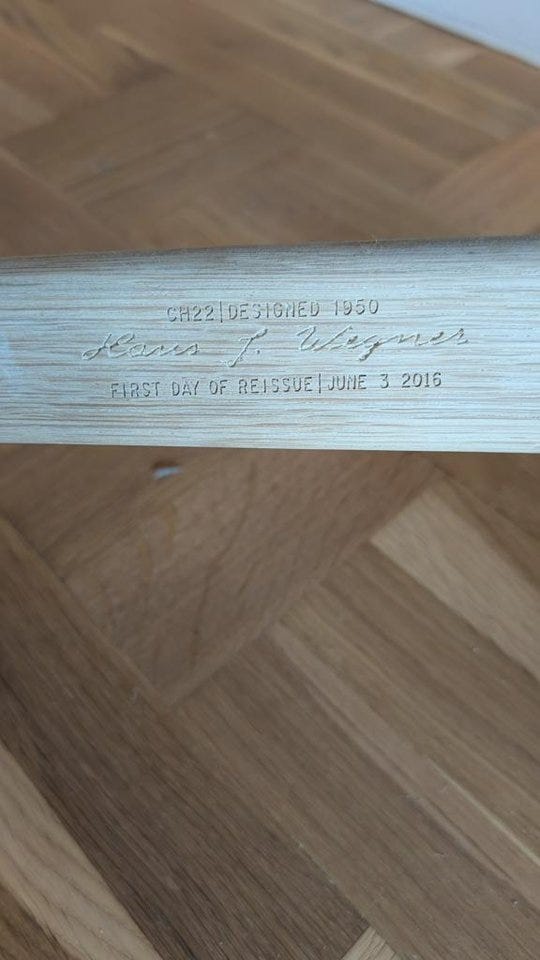 CH22|DESIGNED 1950
Hans J. Wegner
FIRST DAY OF REISSUE|JUNE 3 2016